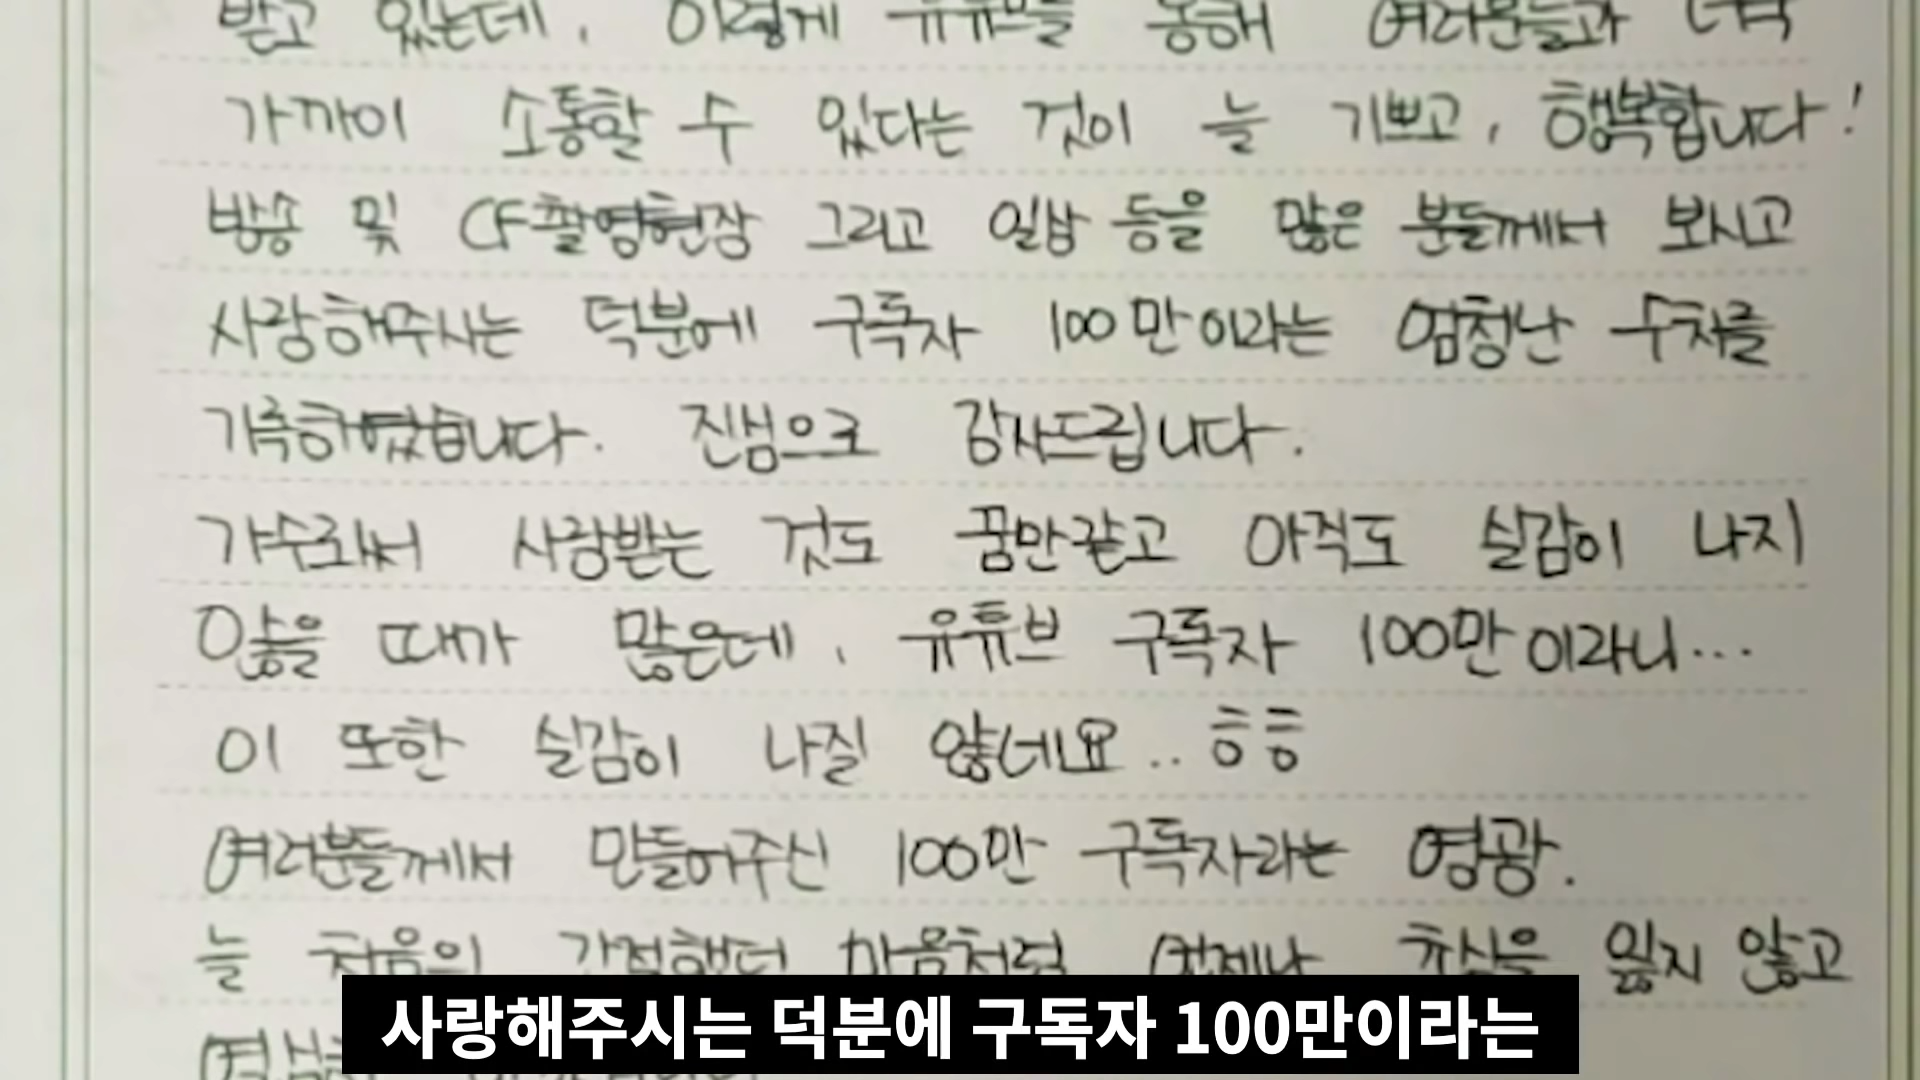 받고 있는데, 이렇게 유튜브를 통해 여러분들과 더욱
가까이 소통할 수 있다는 것이 늘 기쁘고, 행복합니다!
방송 및 CF촬영현장 그리고 일밥 등을 많은 분들께서 보시고
사랑해주시는 덕분에 구독자 100만이라는 엄청난 수치를
기록하였습니다. 진심으로 감사드립니다.
가수로써 사랑받는 것도 꿈만같고 아직도 실감이 나지
않을 때가 많은데, 유튜브 구독자 100만이라니...
이 또한 실감이 나질 않네요.. ㅎㅎ
여러분들께서 만들어주신 100만 구독자라는 영광.
늘 처음의 간절했던 마음처럼 언제나 초심을 잃지 않고
사랑해주시는 덕분에 구독자 100만이라는